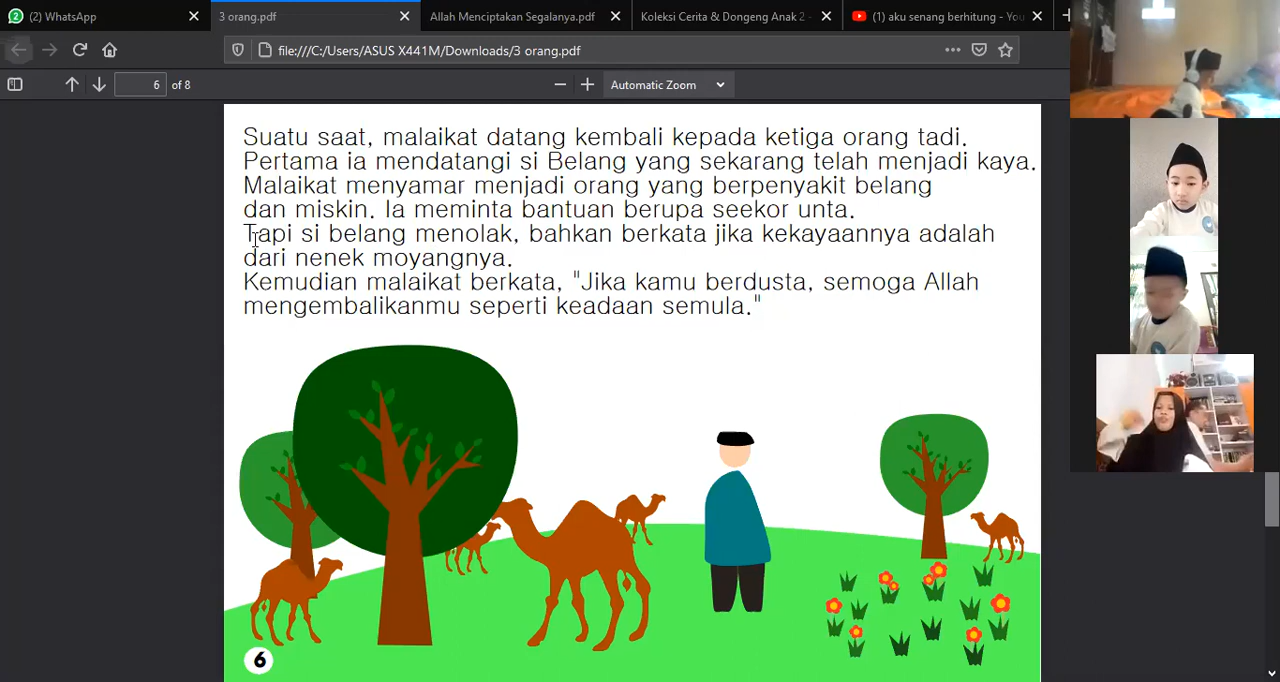 (2) WhatsApp
3 orang.pdf
Allah Menciptakan Segalanya.pdf
Koleksi Cerita & Dongeng Anak 2 -
(1) aku senang berhitung - You
file:///C:/Users/ASUS X441M/Downloads/3 orang.pdf
6 of 8
Automatic Zoom
Suatu saat, malaikat datang kembali kepada ketiga orang tadi.
Pertama ia mendatangi si Belang yang sekarang telah menjadi kaya.
Malaikat menyamar menjadi orang yang berpenyakit belang
dan miskin. Ia meminta bantuan berupa seekor unta.
Tapi si belang menolak, bahkan berkata jika kekayaannya adalah
dari nenek moyangnya.
Kemudian malaikat berkata, "Jika kamu berdusta, semoga Allah
mengembalikanmu seperti keadaan semula."
6